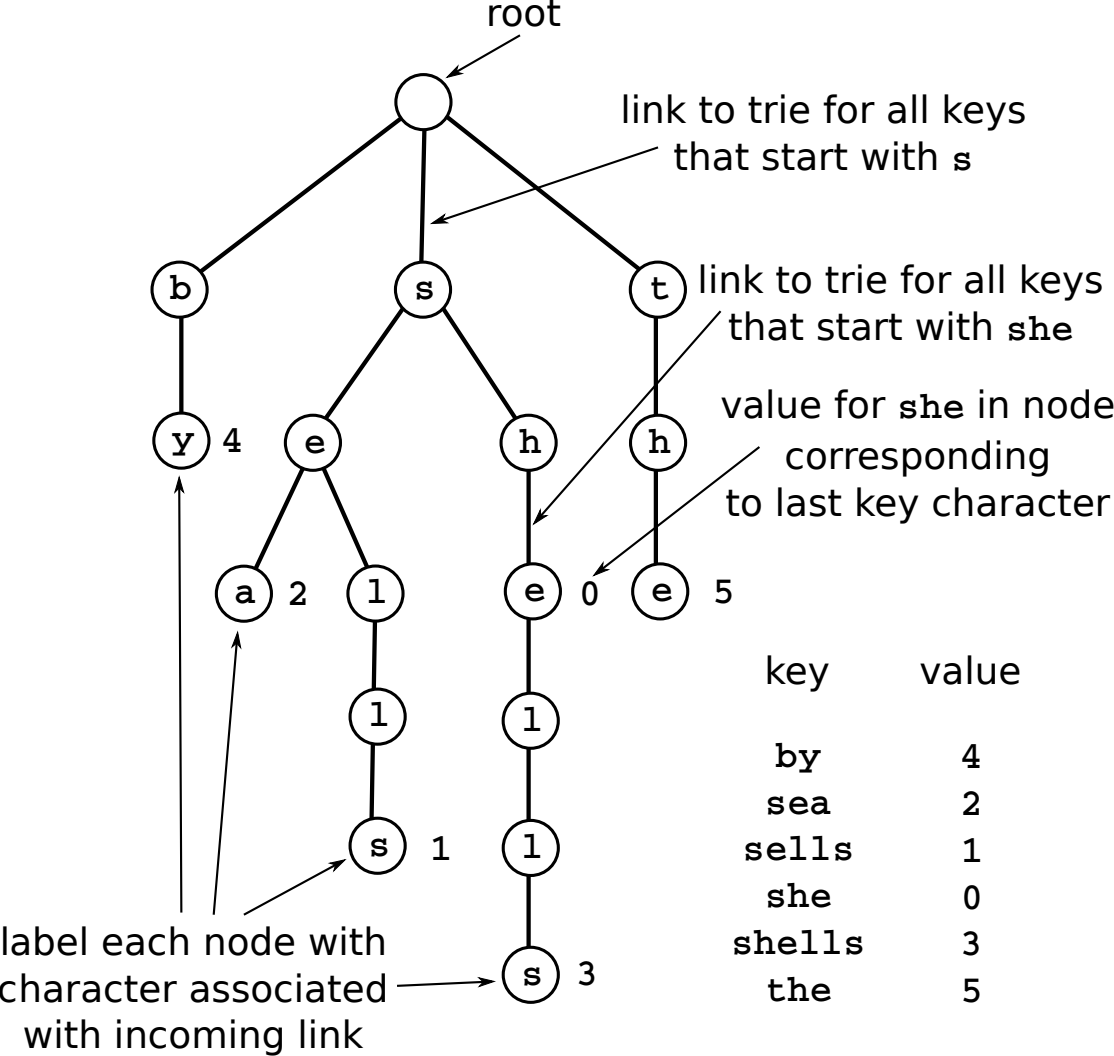 root
link to trie for all keys
that start with s
b
s
t
link to trie for all keys
that start with she
y 4
e
h
h
value for she in node
corresponding
to last key character
a 2
l
e 0
e 5
l
l
key value
by 4
sea 2
sells 1
she 0
shells 3
the 5
s 1
l
label each node with
character associated
with incoming link
s 3